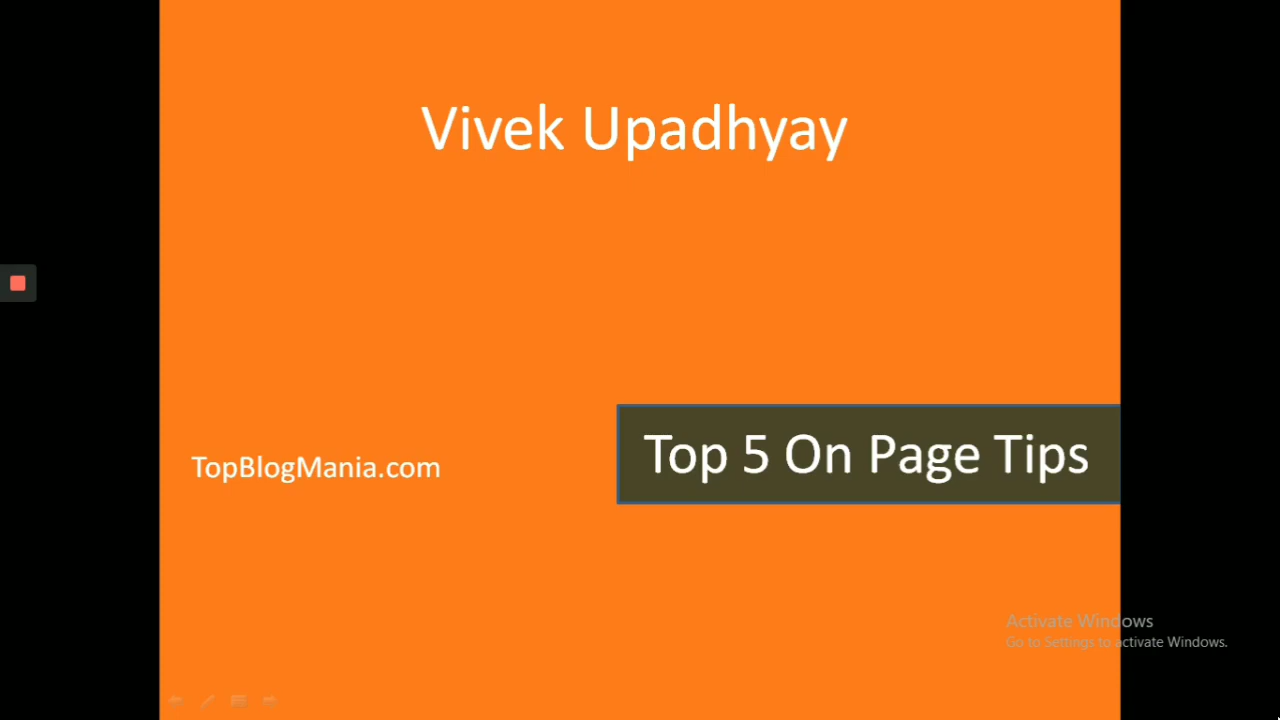 Vivek Upadhyay
TopBlogMania.com
Top 5 On Page Tips
Activate Windows
Go to Settings to activate Windows.